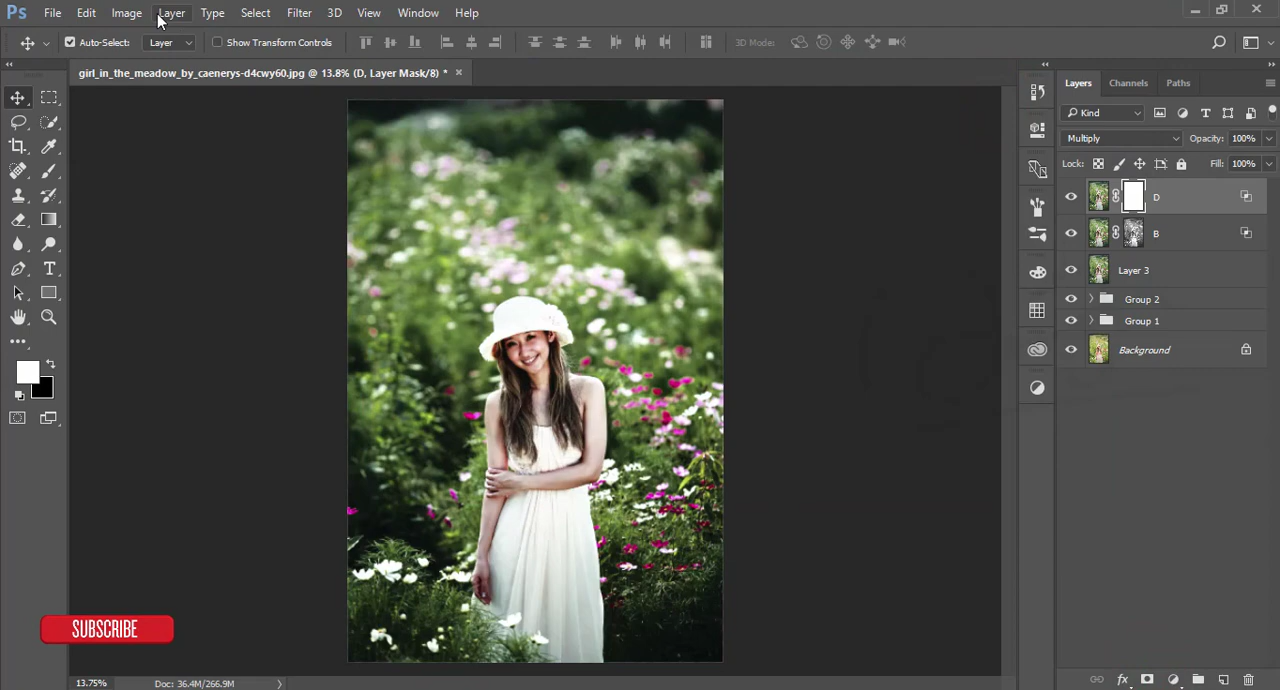 Ps File Edit Image Layer Type Select Filter 3D View Window Help
Auto-Select: Layer Show Transform Controls 3D Mode:
girl_in_the_meadow_by_caenerys-d4cwy60.jpg @ 13.8% (D, Layer Mask/8) * ×
Layers Channels Paths
Kind
Multiply Opacity: 100%
Lock: Fill: 100%
D
B
Layer 3
Group 2
Group 1
Background
SUBSCRIBE
13.75% Doc: 36.4M/266.9M